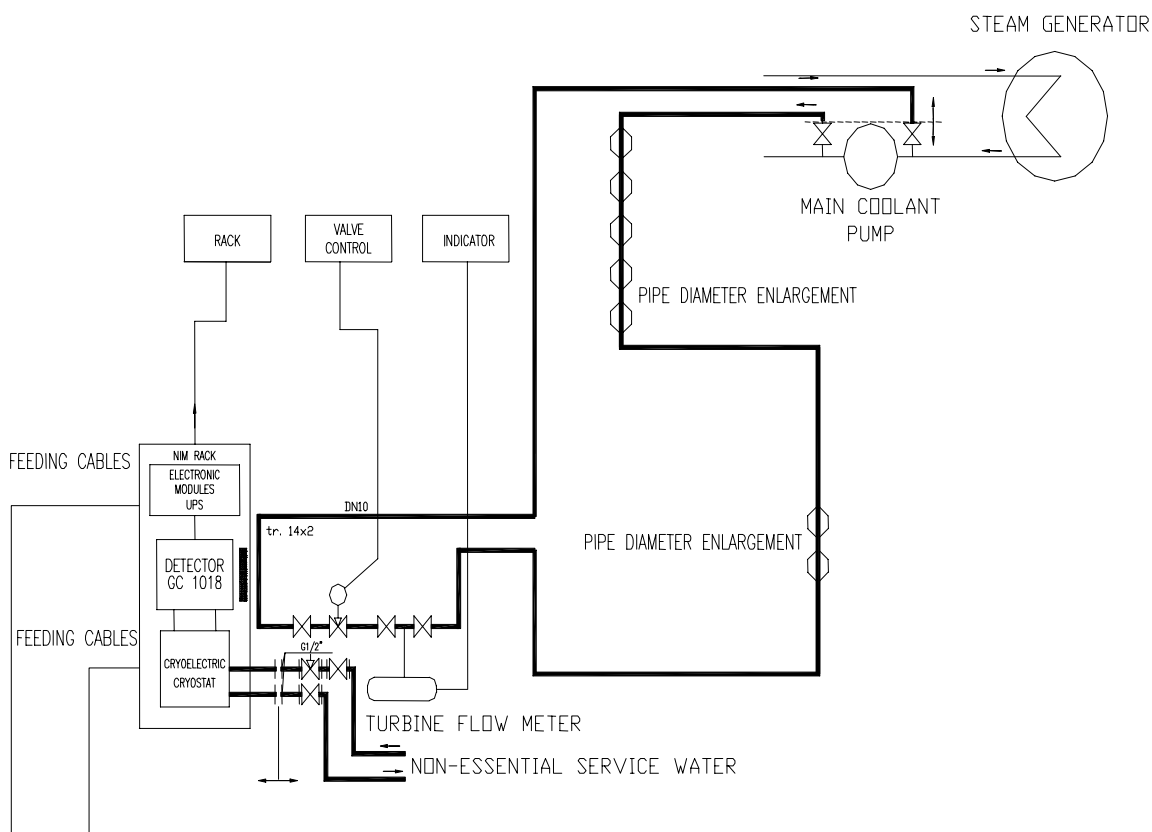 STEAM GENERATOR
MAIN COOLANT
PUMP
RACK
VALVE
CONTROL
INDICATOR
PIPE DIAMETER ENLARGEMENT
FEEDING CABLES
NIM RACK
ELECTRONIC
MODULES
UPS
DN10
tr. 14x2
PIPE DIAMETER ENLARGEMENT
DETECTOR
GC 1018
FEEDING CABLES
G1/2"
CRYOELECTRIC
CRYOSTAT
TURBINE FLOW METER
NON-ESSENTIAL SERVICE WATER